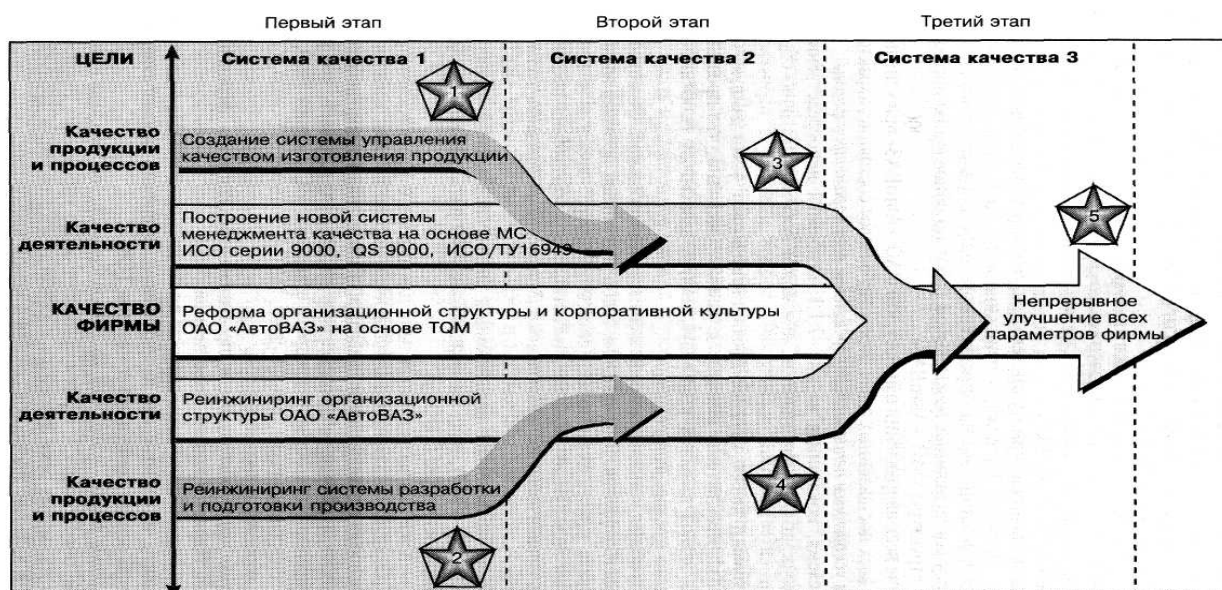 Первый этап
Второй этап
Третий этап
ЦЕЛИ
Система качества 1
Система качества 2
Система качества 3
1
Качество
продукции
и процессов
Создание системы управления
качеством изготовления продукции
3
Качество
деятельности
Построение новой системы
менеджмента качества на основе МС
ИСО серии 9000, QS 9000, ИСО/ТУ16949
5
КАЧЕСТВО
ФИРМЫ
Реформа организационной структуры и корпоративной культуры
ОАО «АвтоВАЗ» на основе TQM
Непрерывное
улучшение всех
параметров фирмы
Качество
деятельности
Реинжиниринг организационной
структуры ОАО «АвтоВАЗ»
4
Качество
продукции
и процессов
Реинжиниринг системы разработки
и подготовки производства
2